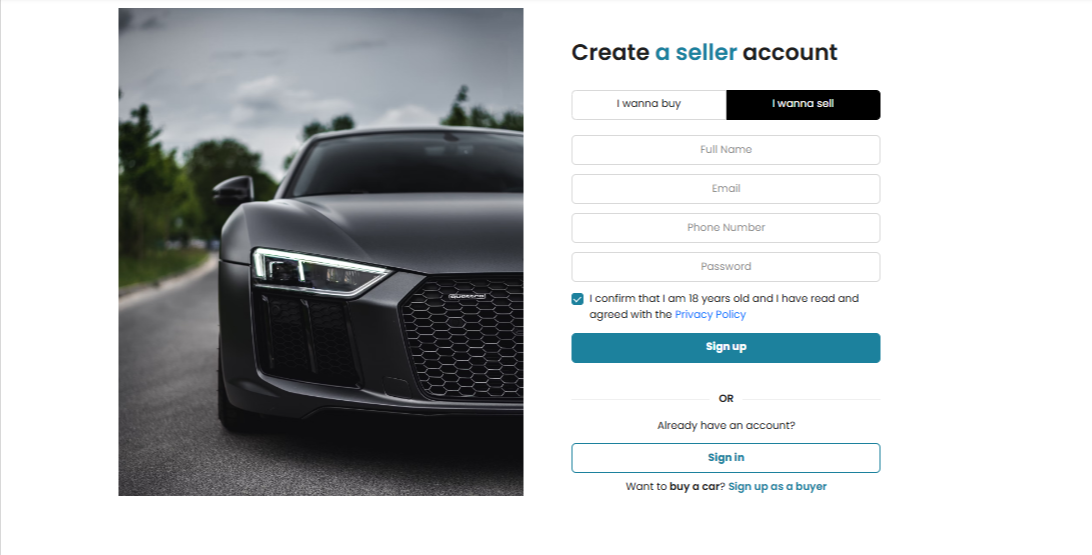 Create a seller account
I wanna buy
I wanna sell
Full Name
Email
Phone Number
Password
I confirm that I am 18 years old and I have read and
agreed with the Privacy Policy
Sign up
OR
Already have an account?
Sign in
Want to buy a car? Sign up as a buyer